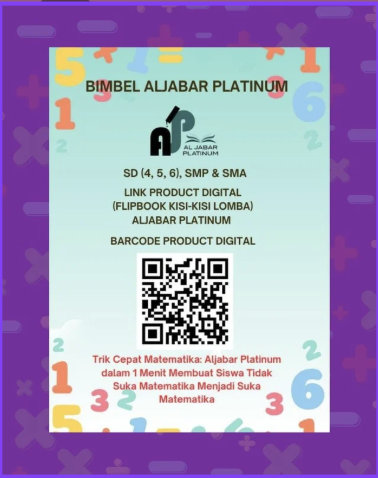 BIMBEL ALJABAR PLATINUM
AP
AL JABAR
PLATINUM
SD (4, 5, 6), SMP & SMA
LINK PRODUCT DIGITAL
(FLIPBOOK KISI-KISI LOMBA)
ALJABAR PLATINUM
BARCODE PRODUCT DIGITAL
Trik Cepat Matematika: Aljabar Platinum
dalam 1 Menit Membuat Siswa Tidak
Suka Matematika Menjadi Suka
Matematika